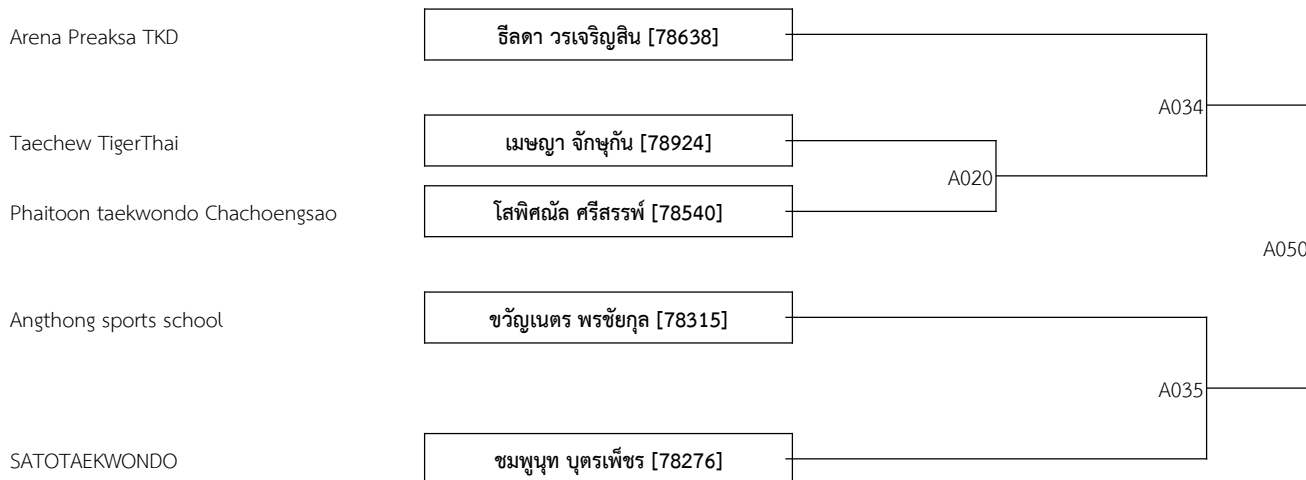 Arena Preaksa TKD
ธีลดา วรเจริญสิน [78638]
A034
Taechew TigerThai
เมษญา จักษุกัน [78924]
A020
Phaitoon taekwondo Chachoengsao
โสพิศณัล ศรีสรรพ์ [78540]
A050
Angthong sports school
ขวัญเนตร พรชัยกุล [78315]
A035
SATOTAEKWONDO
ชมพูนุท บุตรเพ็ชร [78276]